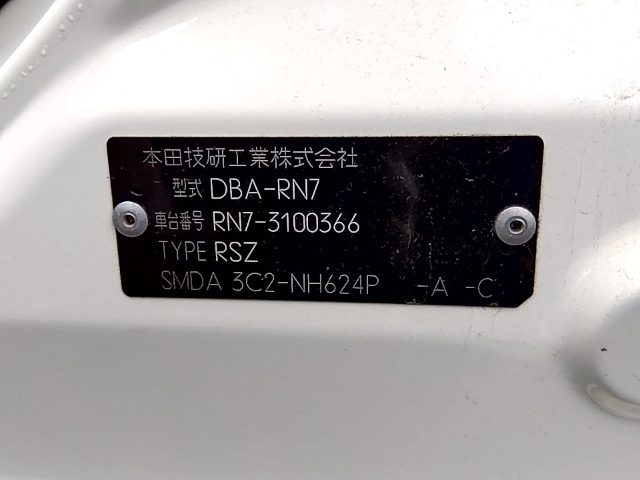 本田技研工業株式会社
型式 DBA-RN7
車台番号 RN7-3100366
TYPE RSZ
SMDA 3C2-NH624P -A -C